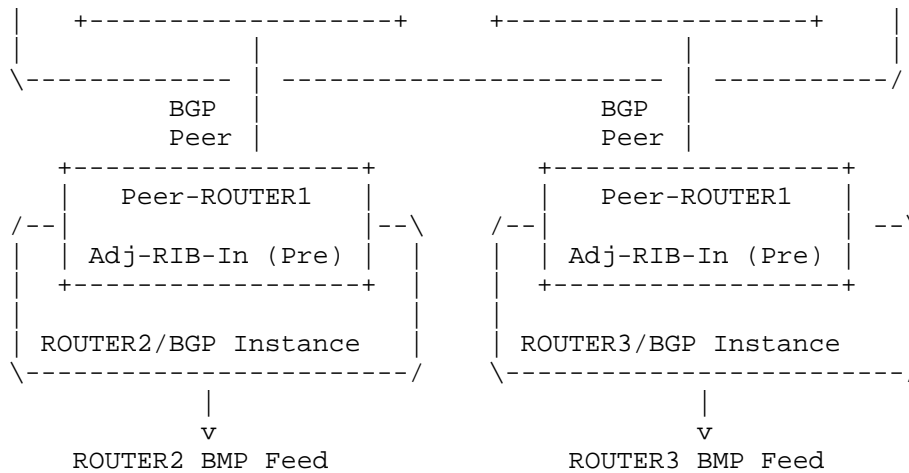 BGP BGP
Peer Peer
Peer-ROUTER1 Peer-ROUTER1
Adj-RIB-In (Pre) Adj-RIB-In (Pre)
ROUTER2/BGP Instance ROUTER3/BGP Instance
v v
ROUTER2 BMP Feed ROUTER3 BMP Feed